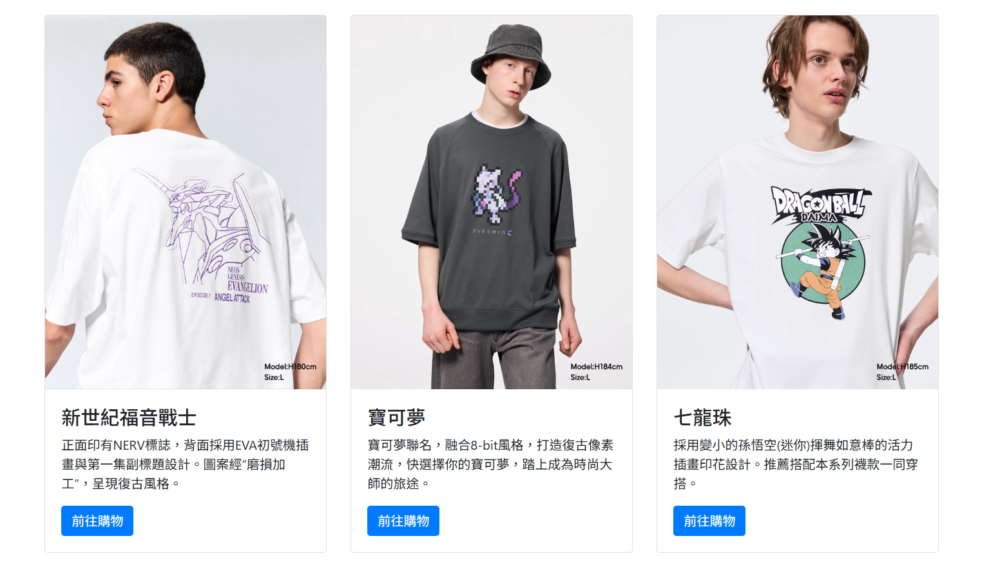 NEON
GENESIS
EVANGELION
EPISODE:1 ANGEL ATTACK
Model:H180cm
Size:L
新世紀福音戰士
正面印有NERV標誌，背面採用EVA初號機插
畫與第一集副標題設計。圖案經“磨損加
工”，呈現復古風格。
前往購物
Pokémon
Model:H184cm
Size:L
寶可夢
寶可夢聯名，融合8-bit風格，打造復古像素
潮流，快選擇你的寶可夢，踏上成為時尚大
師的旅途。
前往購物
DRAGON BALL
DAIMA
Model:H185cm
Size:L
七龍珠
採用變小的孫悟空(迷你)揮舞如意棒的活力
插畫印花設計。推薦搭配本系列襪款一同穿
搭。
前往購物